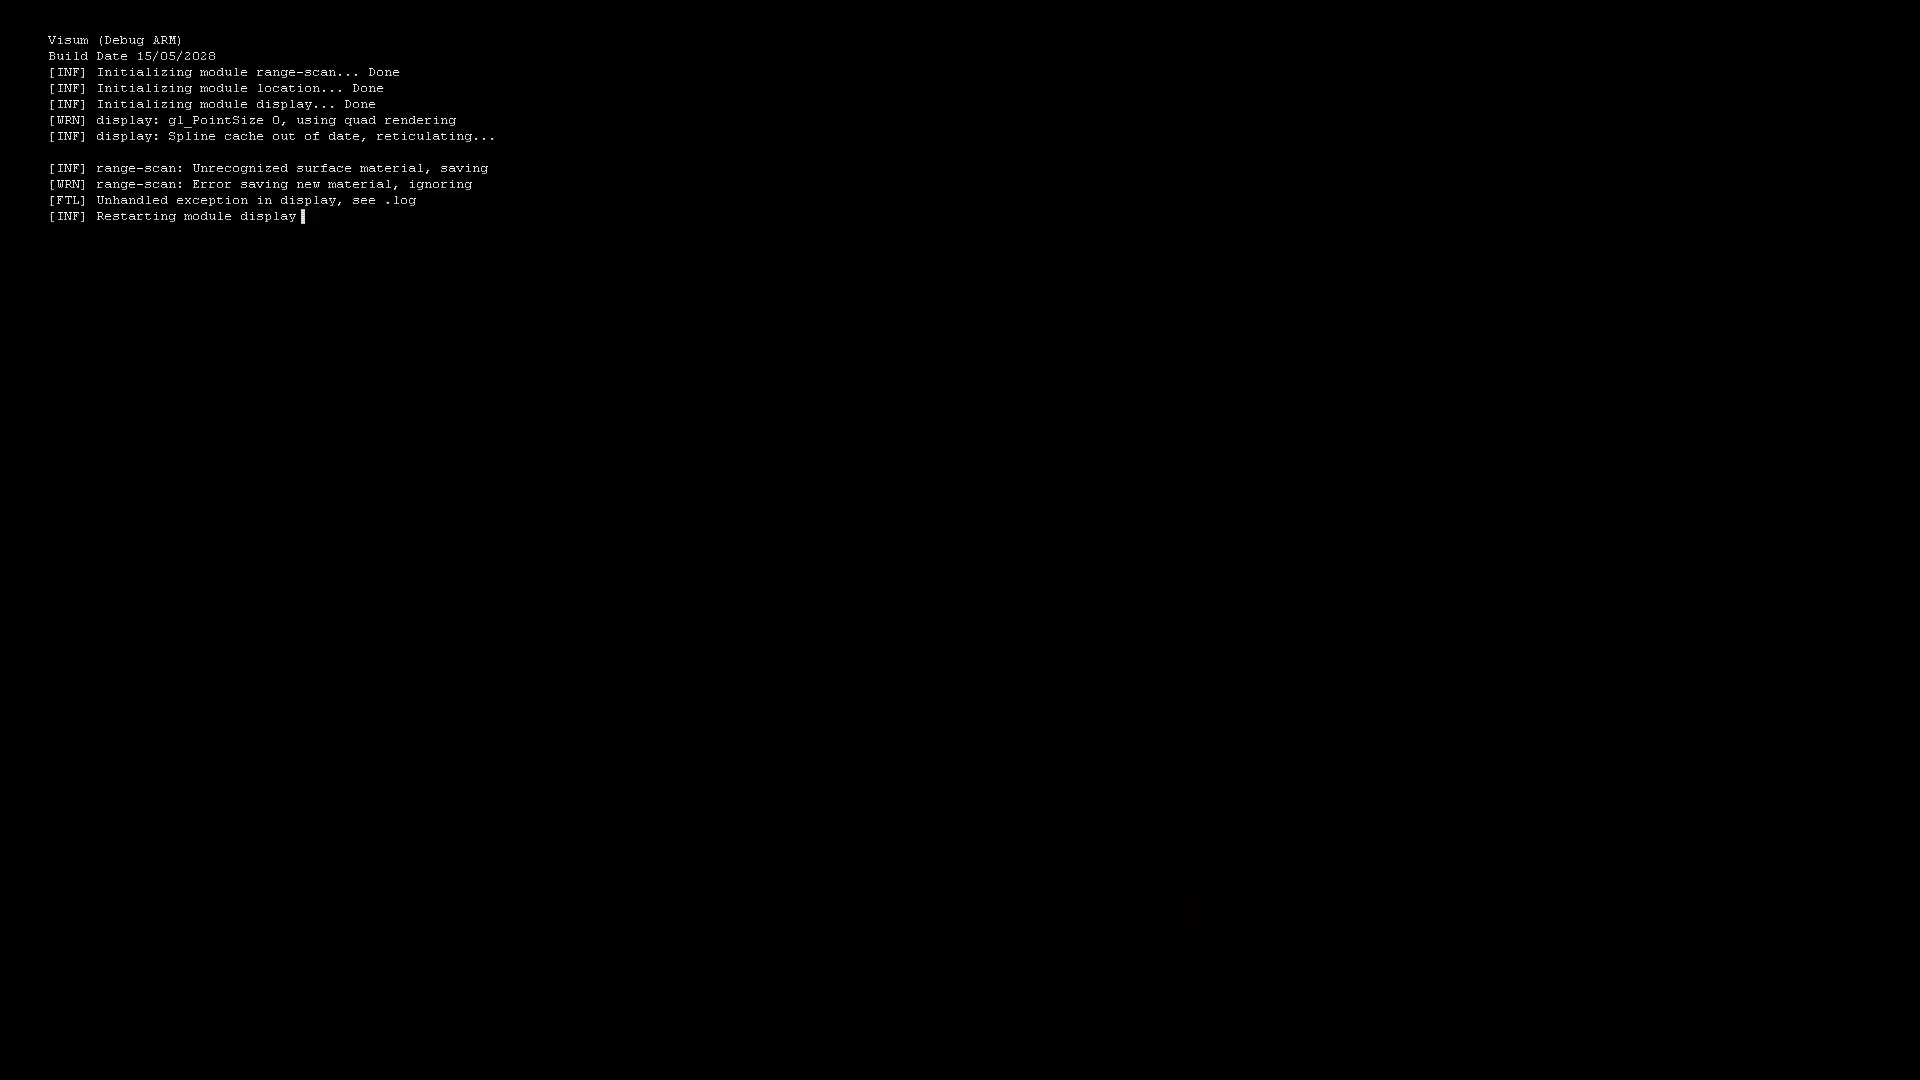 Visum (Debug ARM)
Build Date 15/05/2028
[INF] Initializing module range-scan... Done
[INF] Initializing module location... Done
[INF] Initializing module display... Done
[WRN] display: gl_PointSize 0, using quad rendering
[INF] display: Spline cache out of date, reticulating...
[INF] range-scan: Unrecognized surface material, saving
[WRN] range-scan: Error saving new material, ignoring
[FTL] Unhandled exception in display, see .log
[INF] Restarting module display